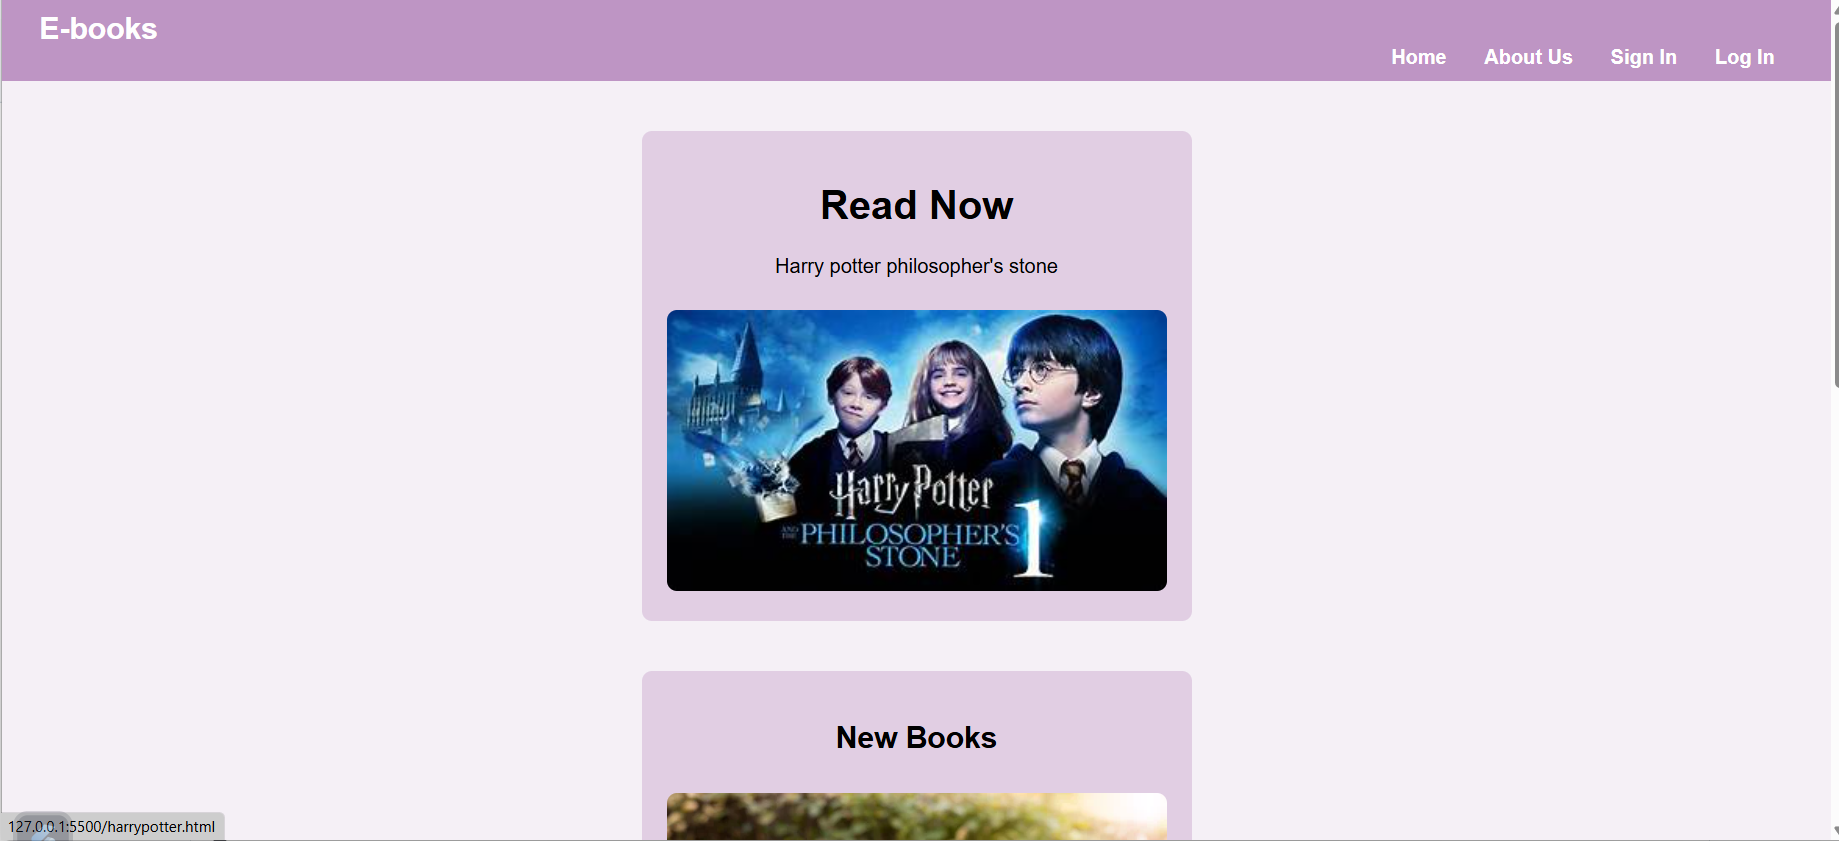 E-books
Home About Us Sign In Log In
Read Now
Harry potter philosopher's stone
Harry Potter
AND THE PHILOSOPHER'S
STONE 1
New Books
127.0.0.1:5500/harrypotter.html